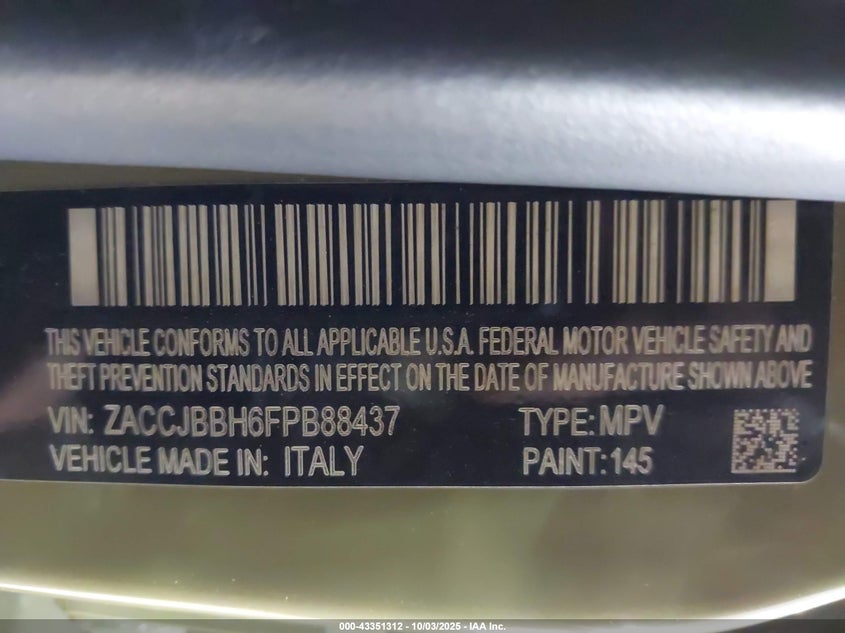 THIS VEHICLE CONFORMS TO ALL APPLICABLE U.S.A. FEDERAL MOTOR VEHICLE SAFETY AND
THEFT PREVENTION STANDARDS IN EFFECT ON THE DATE OF MANUFACTURE SHOWN ABOVE
VIN: ZACCJBBH6FPB88437 TYPE: MPV
VEHICLE MADE IN: ITALY PAINT: 145
000-43351312 - 10/03/2025 - IAA Inc.